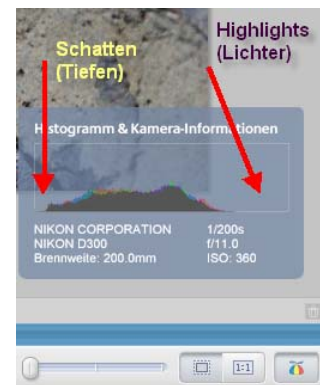 Schatten
(Tiefen)
Highlights
(Lichter)
Histogramm & Kamera-Informationen
NIKON CORPORATION 1/200s
NIKON D300 f/11.0
Brennweite: 200.0mm ISO: 360
1:1